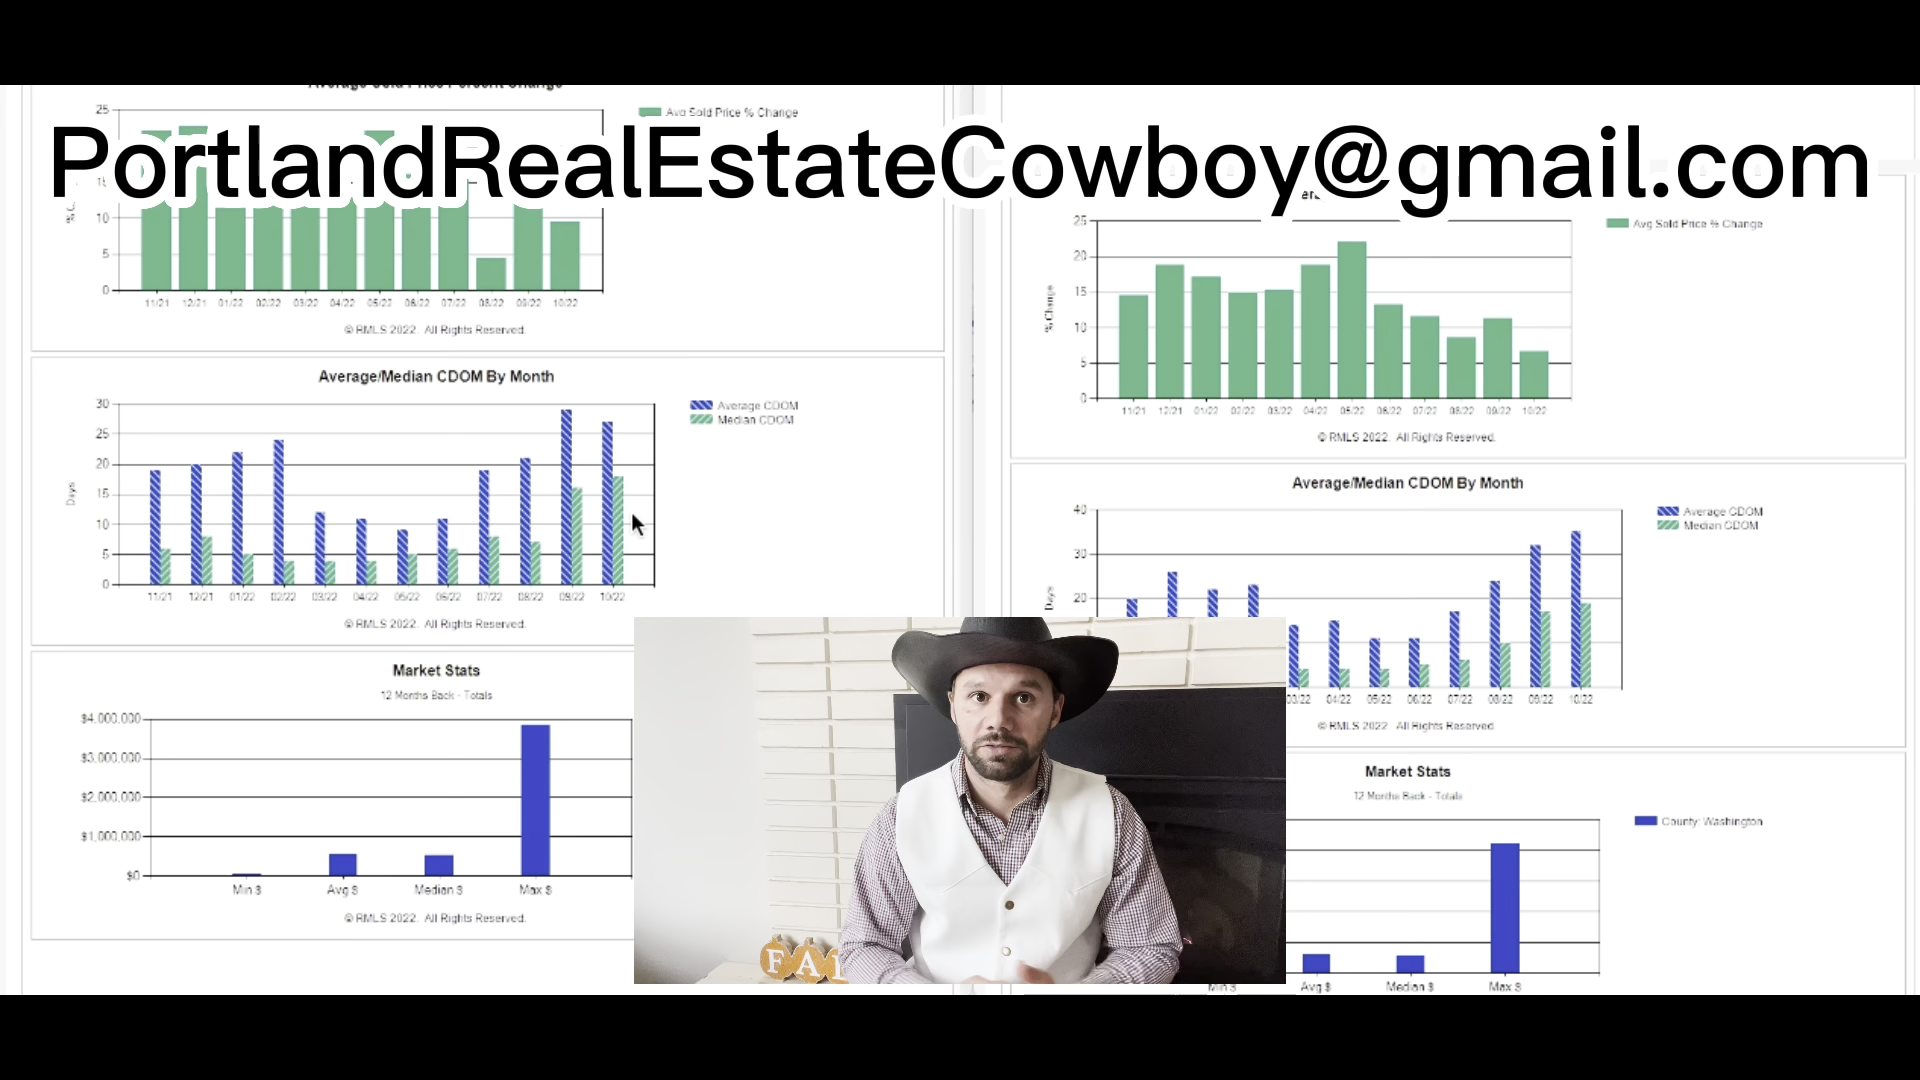 PortlandRealEstateCowboy@gmail.com
Average Sold Price Percent Change
25
10
5
0
11/21 12/21 01/22 02/22 03/22 04/22 05/22 06/22 07/22 08/22 09/22 10/22
Avg Sold Price % Change
© RMLS 2022. All Rights Reserved.
Average/Median CDOM By Month
Average CDOM
Median CDOM
Days
30
25
20
15
10
5
0
11/21 12/21 01/22 02/22 03/22 04/22 05/22 06/22 07/22 08/22 09/22 10/22
© RMLS 2022. All Rights Reserved.
Market Stats
12 Months Back - Totals
$4,000,000
$3,000,000
$2,000,000
$1,000,000
$0
Min $ Avg $ Median $ Max $
© RMLS 2022. All Rights Reserved.
FA
Avg Sold Price % Change
% Change
25
20
15
10
5
0
11/21 12/21 01/22 02/22 03/22 04/22 05/22 06/22 07/22 08/22 09/22 10/22
© RMLS 2022. All Rights Reserved.
Average/Median CDOM By Month
Average CDOM
Median CDOM
Days
40
30
20
03/22 04/22 05/22 06/22 07/22 08/22 09/22 10/22
© RMLS 2022. All Rights Reserved.
Market Stats
12 Months Back - Totals
County: Washington
Min $ Avg $ Median $ Max $